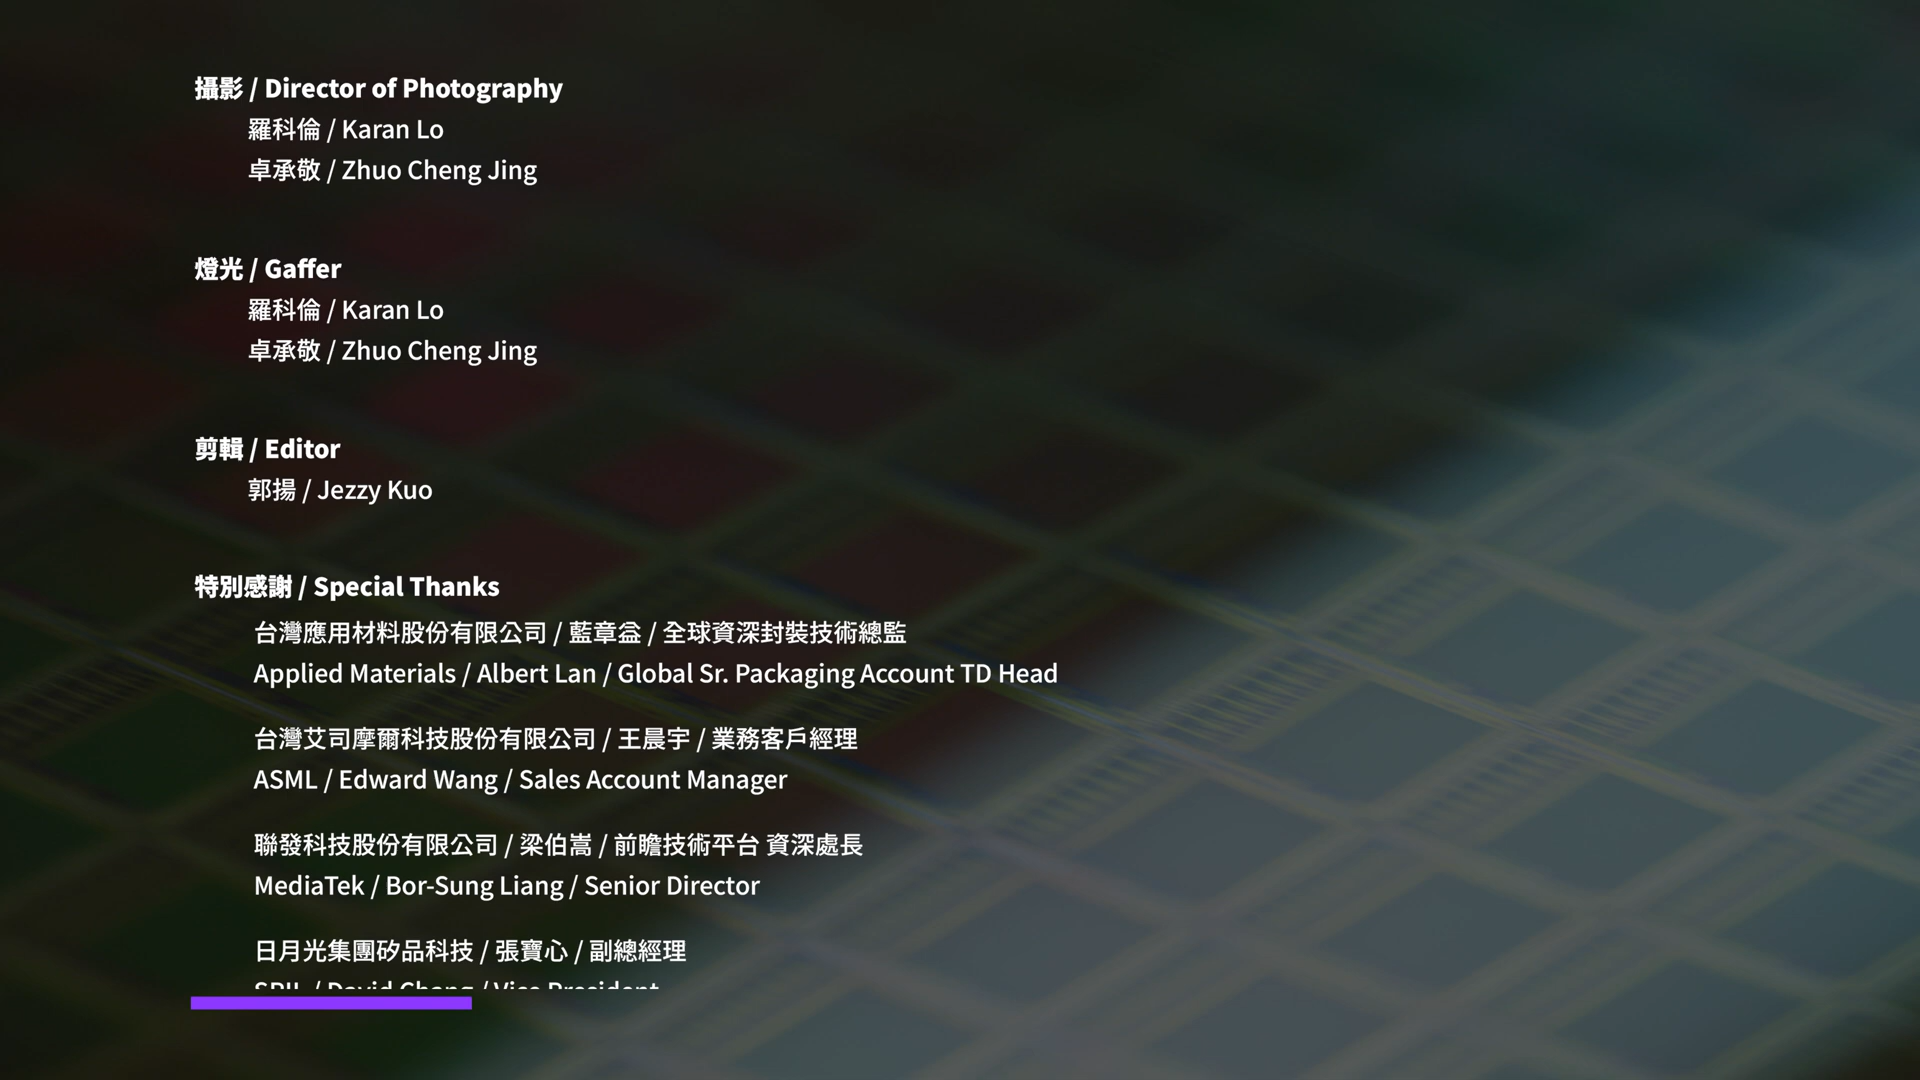 攝影 / Director of Photography
羅科倫 / Karan Lo
卓承敬 / Zhuo Cheng Jing
燈光 / Gaffer
羅科倫 / Karan Lo
卓承敬 / Zhuo Cheng Jing
剪輯 / Editor
郭揚 / Jezzy Kuo
特別感謝 / Special Thanks
台灣應用材料股份有限公司 / 藍章益 / 全球資深封裝技術總監
Applied Materials / Albert Lan / Global Sr. Packaging Account TD Head
台灣艾司摩爾科技股份有限公司 / 王晨宇 / 業務客戶經理
ASML / Edward Wang / Sales Account Manager
聯發科技股份有限公司 / 梁伯嵩 / 前瞻技術平台 資深處長
MediaTek / Bor-Sung Liang / Senior Director
日月光集團矽品科技 / 張寶心 / 副總經理
SPIL / David / Vice President